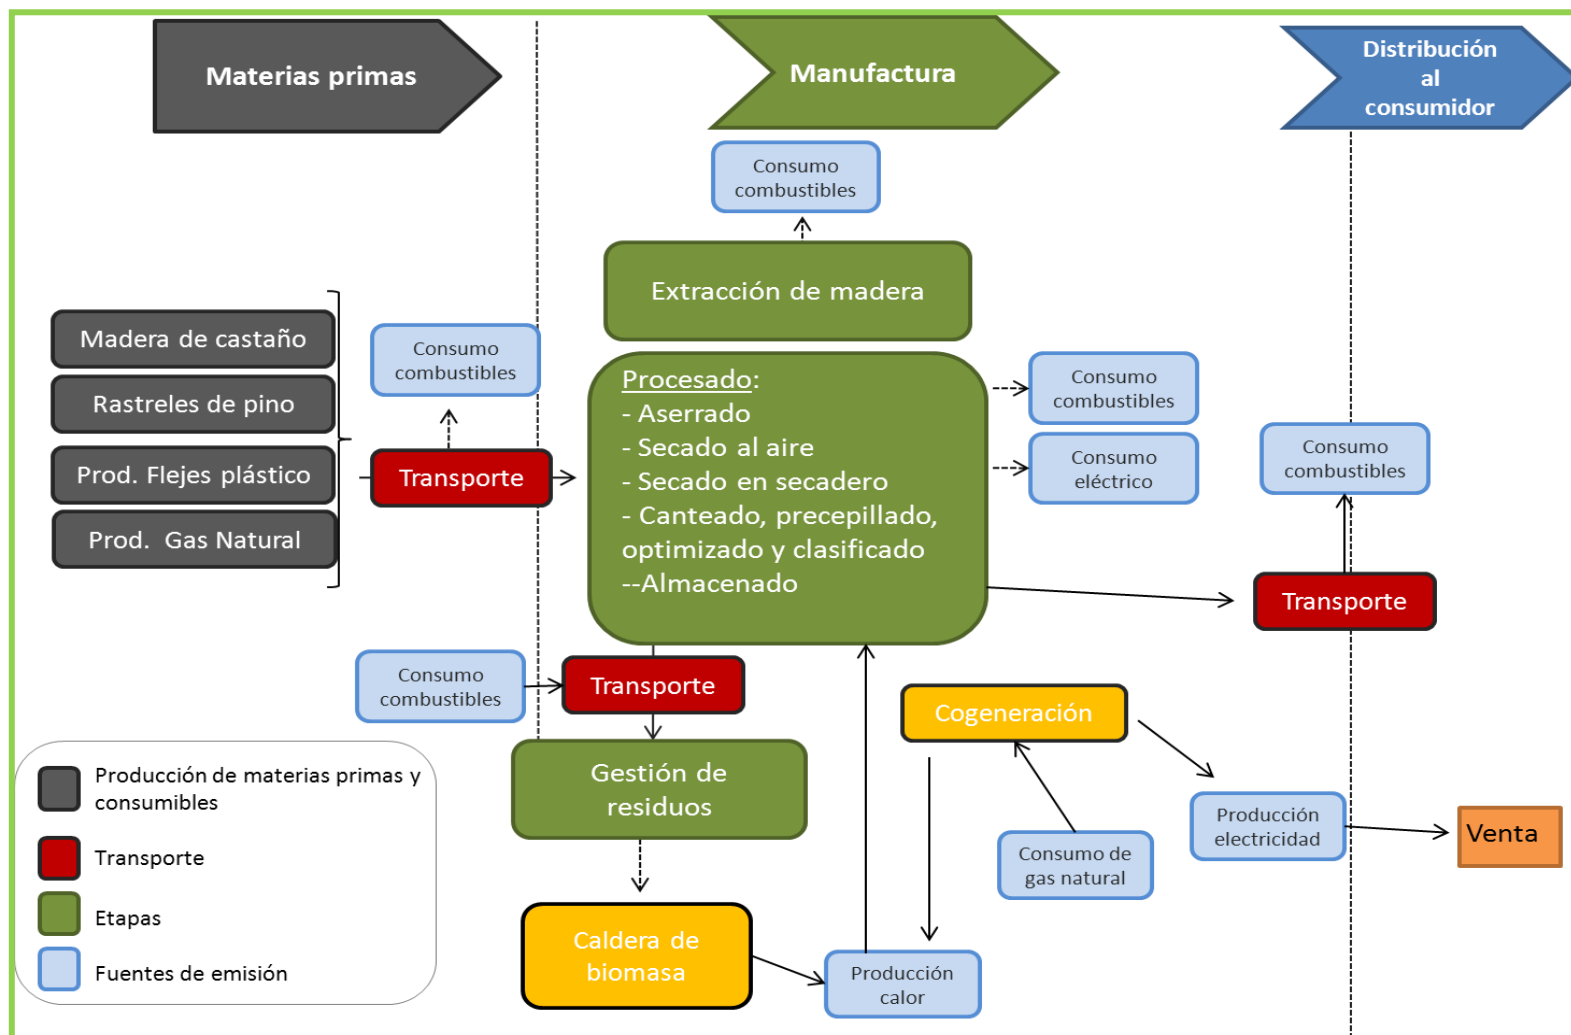 Materias primas
Manufactura
Distribución
al
consumidor
Consumo
combustibles
Extracción de madera
Madera de castaño
Rastreles de pino
Prod. Flejes plástico
Prod.  Gas Natural
Consumo
combustibles
Transporte
Procesado:
- Aserrado
- Secado al aire
- Secado en secadero
- Canteado, precepillado,
optimizado y clasificado
--Almacenado
Consumo
combustibles
Consumo
eléctrico
Consumo
combustibles
Transporte
Consumo
combustibles
Transporte
Gestión de
residuos
Caldera de
biomasa
Cogeneración
Consumo de
gas natural
Producción
electricidad
Venta
Producción
calor
Producción de materias primas y
consumibles
Transporte
Etapas
Fuentes de emisión